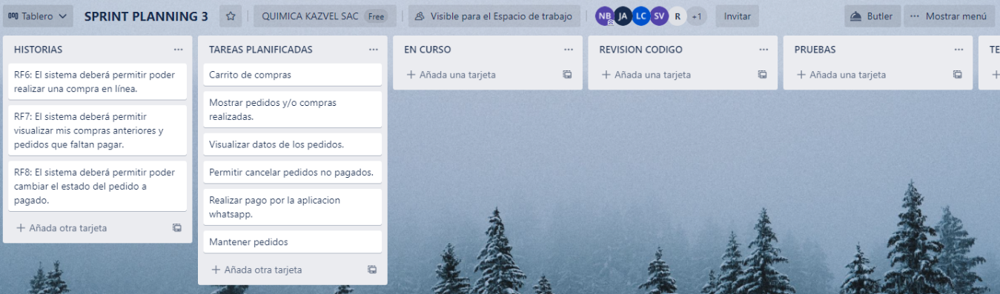 Tablero
SPRINT PLANNING 3
QUIMICA KAZVEL SAC Free
Visible para el Espacio de trabajo
NB JA LC SV R +1
Invitar
Butler
··· Mostrar menú
HISTORIAS
RF6: El sistema deberá permitir poder
realizar una compra en línea.
RF7: El sistema deberá permitir
visualizar mis compras anteriores y
pedidos que faltan pagar.
RF8: El sistema deberá permitir poder
cambiar el estado del pedido a
pagado.
+ Añada otra tarjeta
TAREAS PLANIFICADAS
Carrito de compras
Mostrar pedidos y/o compras
realizadas.
Visualizar datos de los pedidos.
Permitir cancelar pedidos no pagados.
Realizar pago por la aplicacion
whatsapp.
Mantener pedidos
+ Añada otra tarjeta
EN CURSO
+ Añada una tarjeta
REVISION CODIGO
+ Añada una tarjeta
PRUEBAS
+ Añada una tarjeta
TE
+